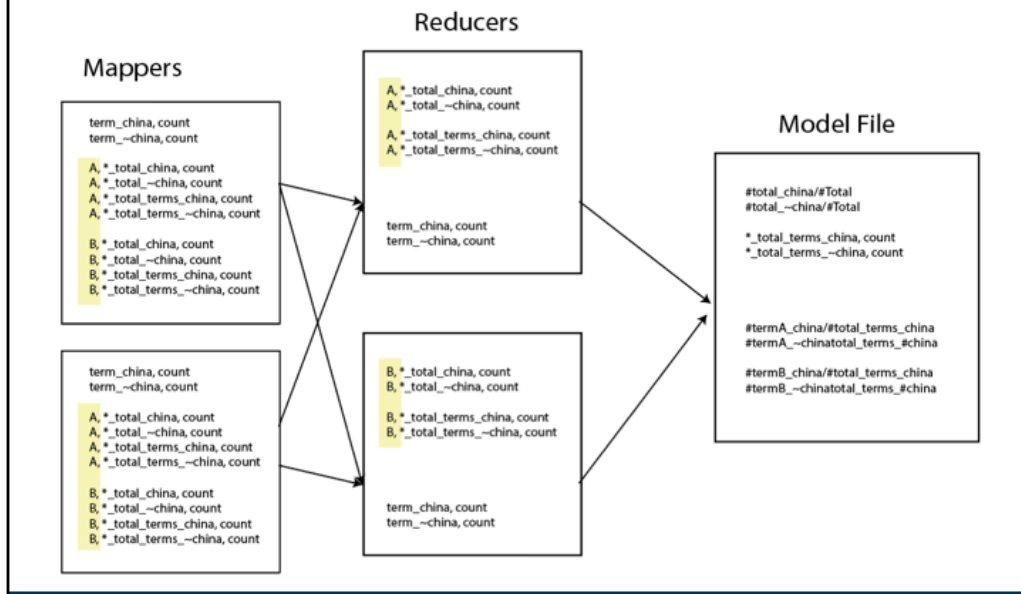 Mappers
term_china, count
term_~china, count
A, *_total_china, count
A, *_total_~china, count
A, *_total_terms_china, count
A, *_total_terms_~china, count
B, *_total_china, count
B, *_total_~china, count
B, *_total_terms_china, count
B, *_total_terms_~china, count
term_china, count
term_~china, count
A, *_total_china, count
A, *_total_~china, count
A, *_total_terms_china, count
A, *_total_terms_~china, count
B, *_total_china, count
B, *_total_~china, count
B, *_total_terms_china, count
B, *_total_terms_~china, count
Reducers
A, *_total_china, count
A, *_total_~china, count
A, *_total_terms_china, count
A, *_total_terms_~china, count
term_china, count
term_~china, count
B, *_total_china, count
B, *_total_~china, count
B, *_total_terms_china, count
B, *_total_terms_~china, count
term_china, count
term_~china, count
Model File
#total_china/#Total
#total_~china/#Total
*_total_terms_china, count
*_total_terms_~china, count
#termA_china/#total_terms_china
#termA_~chinatotal_terms_#china
#termB_china/#total_terms_china
#termB_~chinatotal_terms_#china